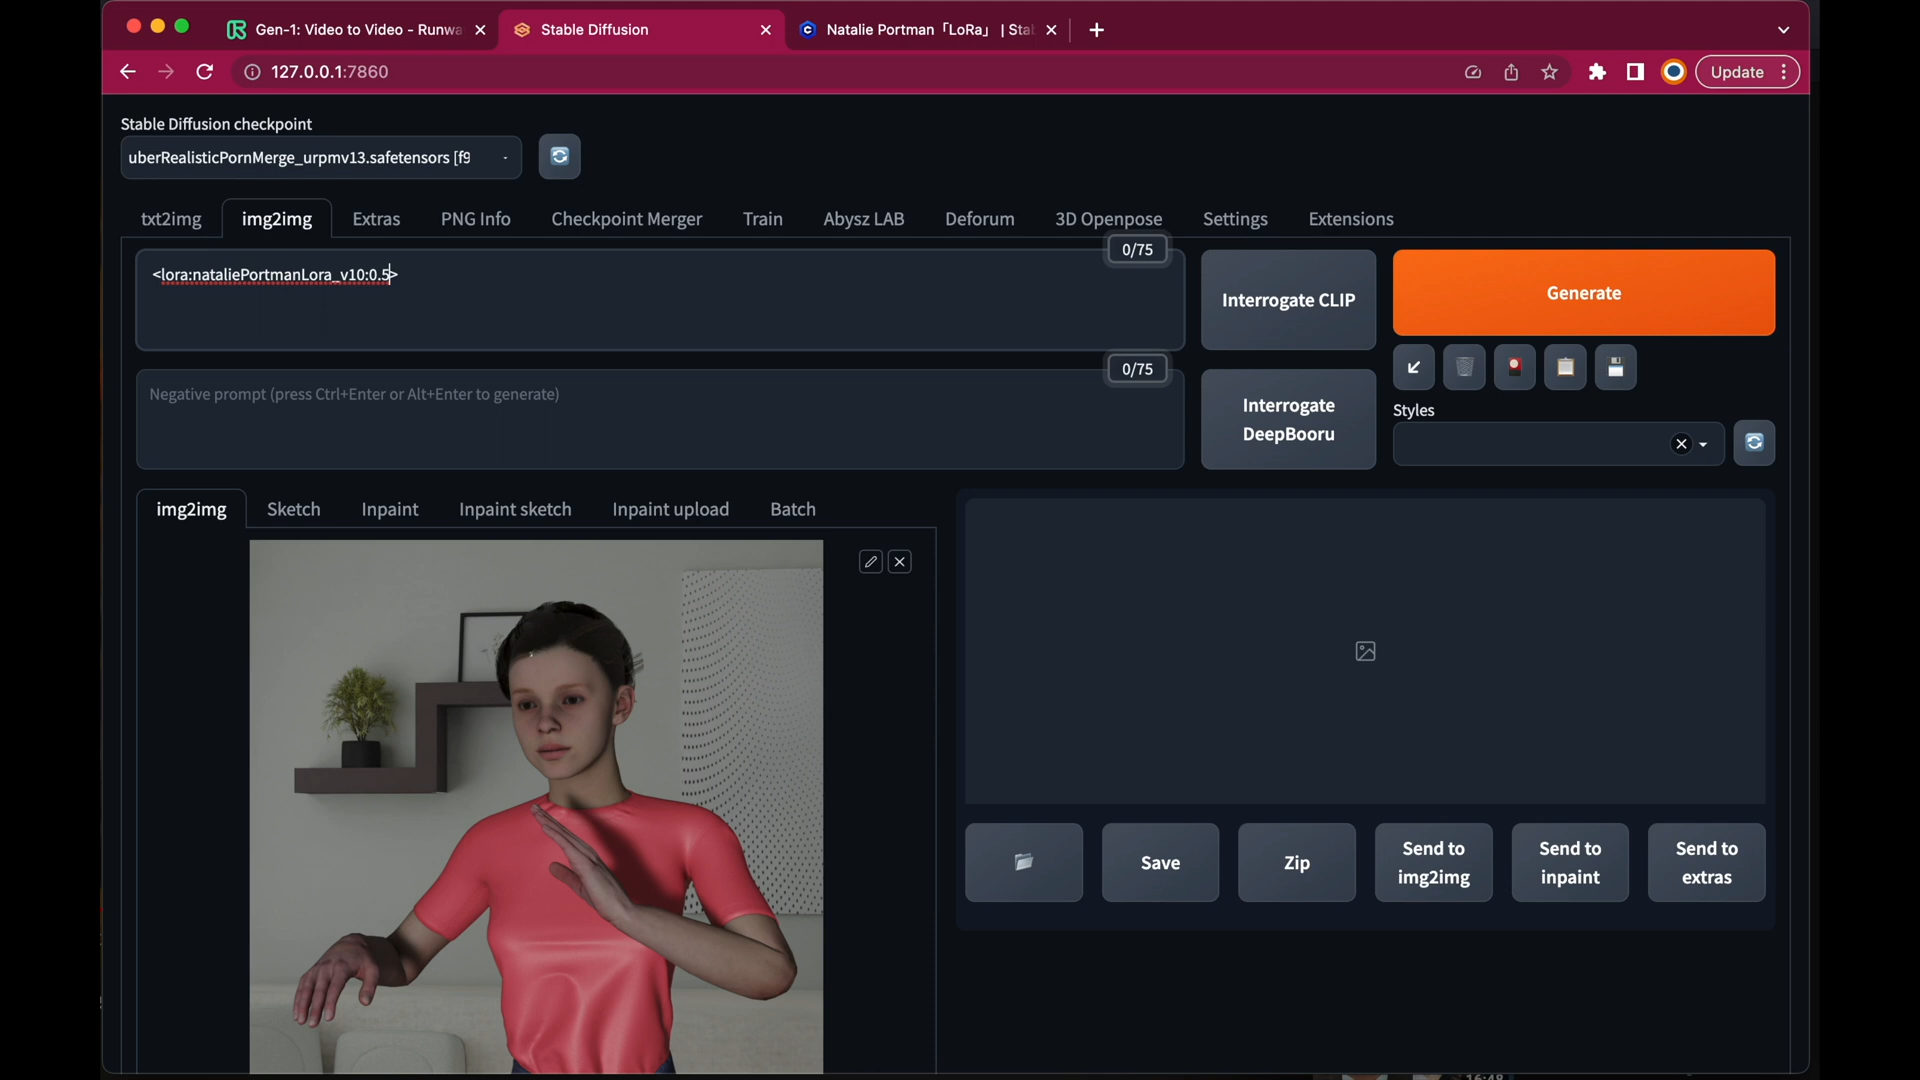 Gen-1: Video to Video - Runwa
Stable Diffusion
Natalie Portman「LoRa」 | Sta
127.0.0.1:7860
Update
Stable Diffusion checkpoint
uberRealisticPornMerge_urpmv13.safetensors [f9
txt2img
img2img
Extras
PNG Info
Checkpoint Merger
Train
Abysz LAB
Deforum
3D Openpose
Settings
Extensions
0/75
<lora:nataliePortmanLora_v10:0.5>
Interrogate CLIP
Generate
0/75
Negative prompt (press Ctrl+Enter or Alt+Enter to generate)
Interrogate
DeepBooru
Styles
img2img
Sketch
Inpaint
Inpaint sketch
Inpaint upload
Batch
Save
Zip
Send to
img2img
Send to
inpaint
Send to
extras